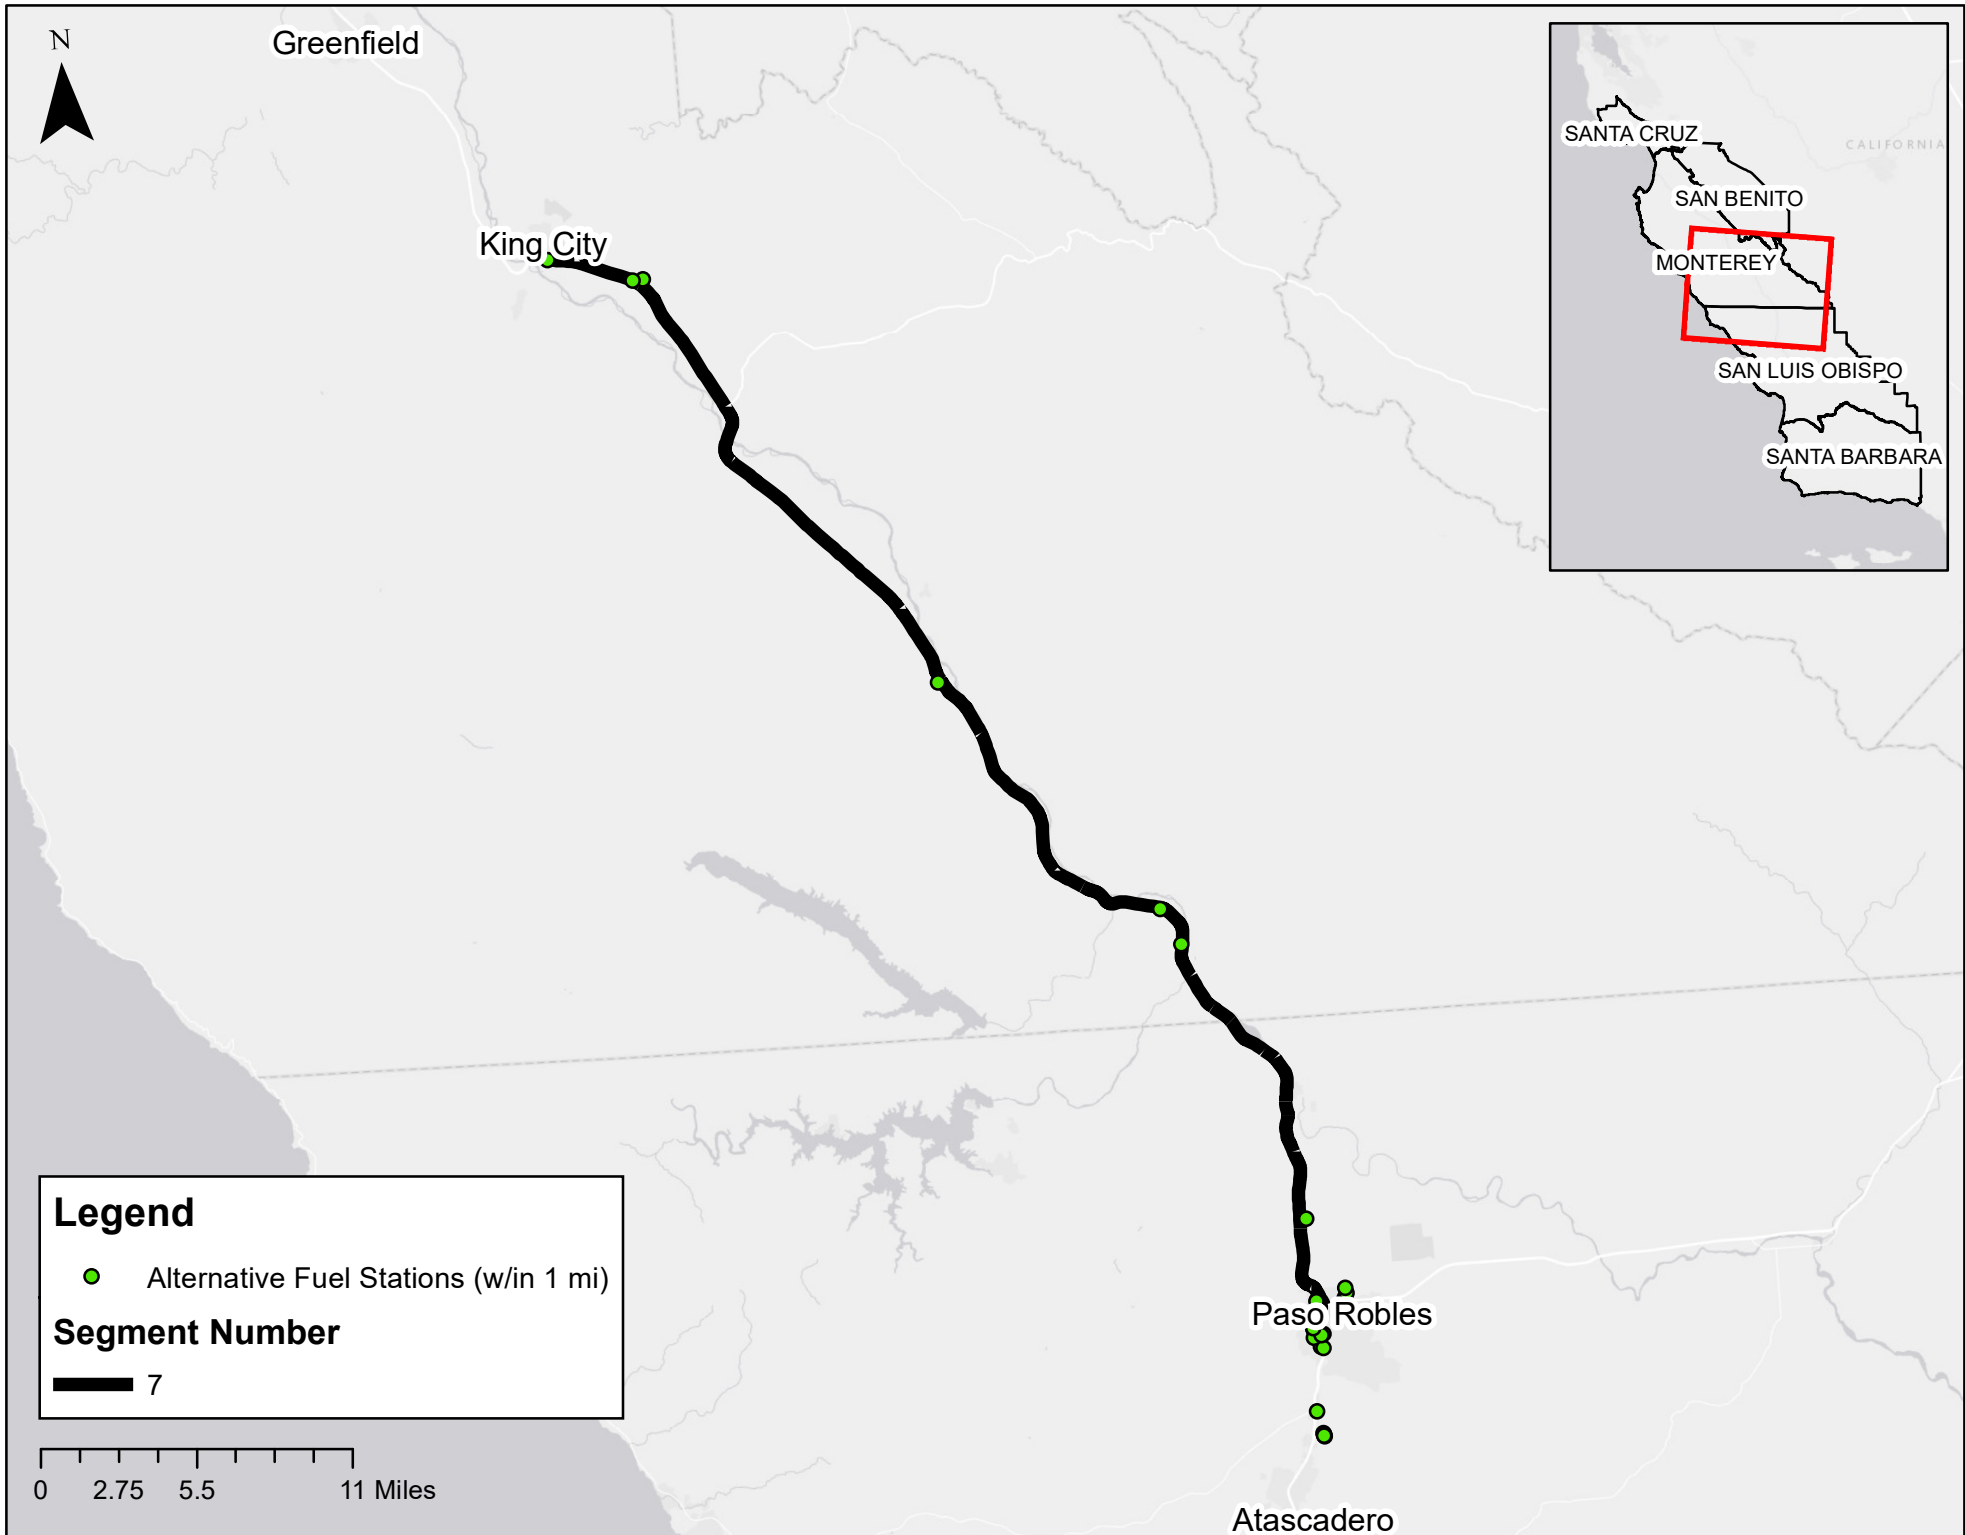 N
Greenfield
King City
Paso Robles
Atascadero
SANTA CRUZ
CALIFORNIA
SAN BENITO
MONTEREY
SAN LUIS OBISPO
SANTA BARBARA
Legend
Alternative Fuel Stations (w/in 1 mi)
Segment Number
7
0 2.75 5.5 11 Miles